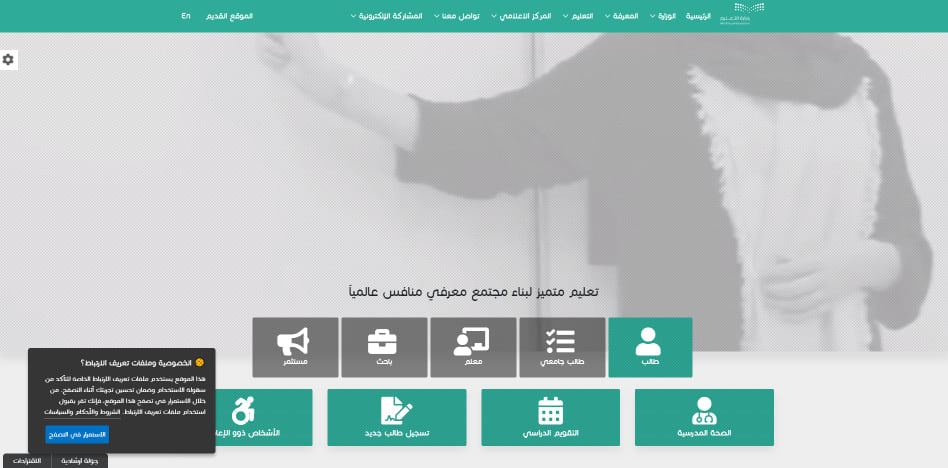 وزارة التعليم
الرئيسية
الوزارة
المعرفة
التعليم
المركز الاعلامي
تواصل معنا
المشاركة الإلكترونية
الموقع القديم
En
تعليم متميز لبناء مجتمع معرفي منافس عالمياً
طالب
طالب جامعي
معلم
باحث
مستثمر
الصحة المدرسية
التقويم الدراسي
تسجيل طالب جديد
الأشخاص ذوو الإعا
الخصوصية وملفات تعريف الارتباط؟
هذا الموقع يستخدم ملفات تعريف الارتباط الخاصة للتأكد من
سهولة الاستخدام وضمان تحسين تجربتك أثناء التصفح. من
خلال الاستمرار في تصفح هذا الموقع، فإنك تقر بقبول
استخدام ملفات تعريف الارتباط. الشروط والأحكام والسياسات
الاستمرار في التصفح
جولة ارشادية
الاقتراحات